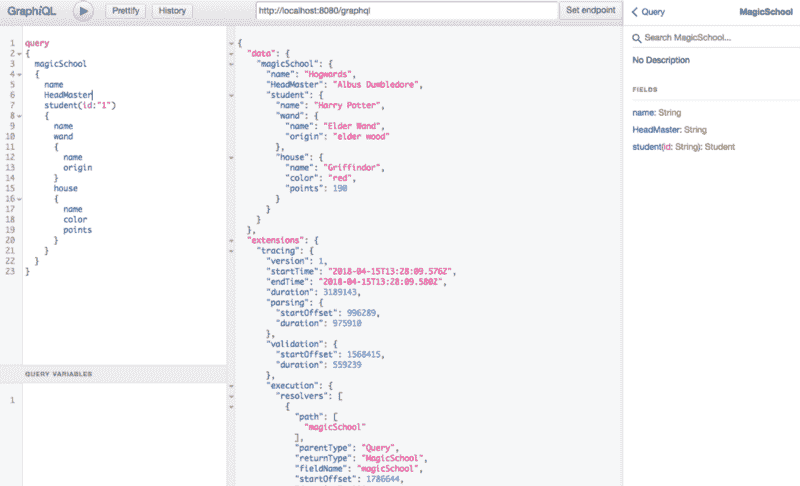 GraphiQL
Prettify
History
http://localhost:8080/graphql
Set endpoint
Query
MagicSchool
1 query
2 {
3 magicSchool
4 {
5 name
6 HeadMaster
7 student(id:"1")
8 {
9 name
10 wand
11 {
12 name
13 origin
14 }
15 house
16 {
17 name
18 color
19 points
20 }
21 }
22 }
23 }
QUERY VARIABLES
1
{
"data": {
"magicSchool": {
"name": "Hogwards",
"HeadMaster": "Albus Dumbledore",
"student": {
"name": "Harry Potter",
"wand": {
"name": "Elder Wand",
"origin": "elder wood"
},
"house": {
"name": "Griffindor",
"color": "red",
"points": 190
}
}
}
},
"extensions": {
"tracing": {
"version": 1,
"startTime": "2018-04-15T13:28:09.576Z",
"endTime": "2018-04-15T13:28:09.580Z",
"duration": 3189143,
"parsing": {
"startOffset": 996289,
"duration": 975910
},
"validation": {
"startOffset": 1568415,
"duration": 559239
},
"execution": {
"resolvers": [
{
"path": [
"magicSchool"
],
"parentType": "Query",
"returnType": "MagicSchool",
"fieldName": "magicSchool",
"startOffset": 1786644,
Search MagicSchool...
No Description
FIELDS
name: String
HeadMaster: String
student(id: String): Student